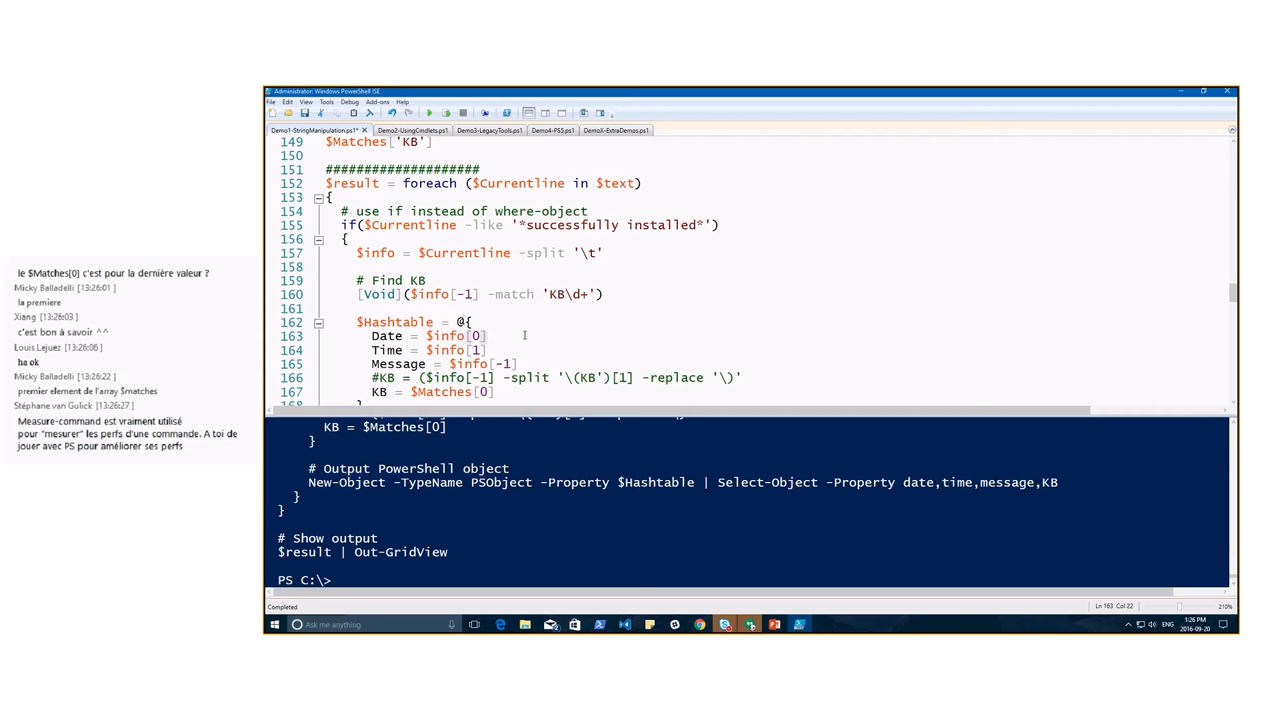 le $Matches[0] c'est pour la dernière valeur ?
Micky Balladelli [13:26:01 ]
la premiere
Xiang [13:26:03 ]
c'est bon à savoir ^^
Louis Lejuez [13:26:06 ]
ha ok
Micky Balladelli [13:26:22 ]
premier element de l'array $matches
Stéphane van Gulick [13:26:27 ]
Measure-command est vraiment utilisé
pour "mesurer" les perfs d'une commande. A toi de
jouer avec PS pour améliorer ses perfs
Administrator: Windows PowerShell ISE
File Edit View Tools Debug Add-ons Help
Demo1-StringManipulation.ps1* Demo2-UsingCmdlets.ps1 Demo3-LegacyTools.ps1 Demo4-PS5.ps1 DemoX-ExtraDemos.ps1
149 $Matches['KB']
150
151 ####################
152 $result = foreach ($Currentline in $text)
153 {
154 # use if instead of where-object
155 if($Currentline -like '*successfully installed*')
156 {
157 $info = $Currentline -split '\t'
158
159 # Find KB
160 [Void]($info[-1] -match 'KB\d+')
161
162 $Hashtable = @{
163 Date = $info[0]
164 Time = $info[1]
165 Message = $info[-1]
166 #KB = ($info[-1] -split '\(KB')[1] -replace '\)'
167 KB = $Matches[0]
168 }
KB = $Matches[0]
}
# Output PowerShell object
New-Object -TypeName PSObject -Property $Hashtable | Select-Object -Property date,time,message,KB
}
}
# Show output
$result | Out-GridView
PS C:\>
Completed
Ln 163 Col 22
210%
Ask me anything
ENG
1:26 PM
2016-09-20